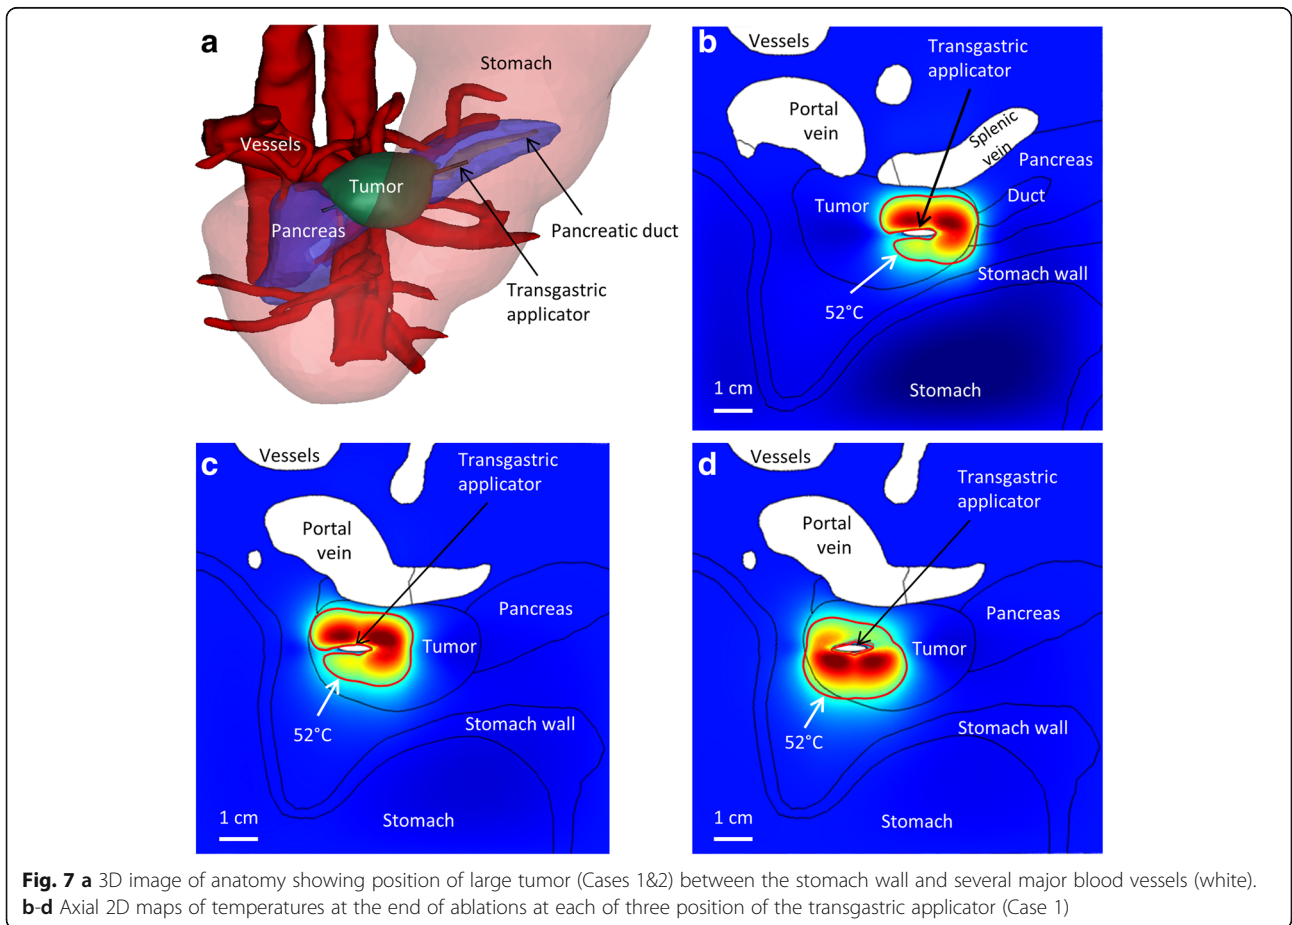 a
Stomach
Vessels
Tumor
Pancreas
Pancreatic duct
Transgastric
applicator
b
Vessels
Transgastric
applicator
Portal
vein
Splenic
vein
Pancreas
Tumor
Duct
Stomach wall
52°C
1 cm
Stomach
c
Vessels
Transgastric
applicator
Portal
vein
Pancreas
Tumor
Stomach wall
52°C
1 cm
Stomach
d
Vessels
Transgastric
applicator
Portal
vein
Pancreas
Tumor
Stomach wall
52°C
1 cm
Stomach
Fig. 7 a 3D image of anatomy showing position of large tumor (Cases 1&2) between the stomach wall and several major blood vessels (white).
b-d Axial 2D maps of temperatures at the end of ablations at each of three position of the transgastric applicator (Case 1)